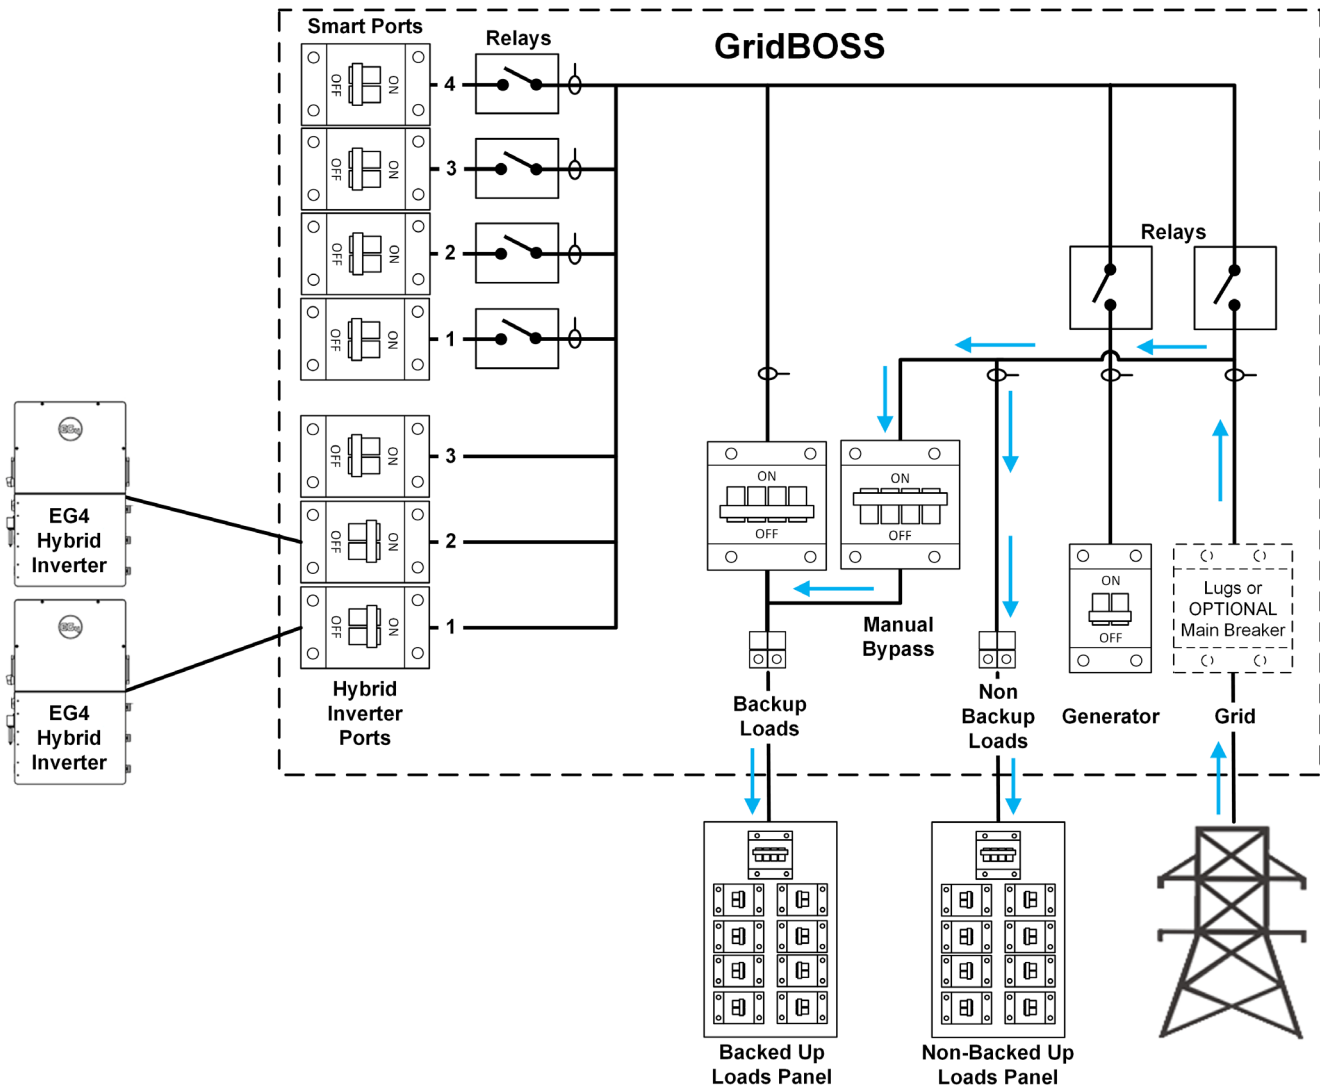 Smart Ports
Relays
GridBOSS
OFF
ON
4
OFF
ON
3
OFF
ON
2
OFF
ON
1
Relays
OFF
ON
3
OFF
ON
2
OFF
ON
1
EG4
Hybrid
Inverter
EG4
Hybrid
Inverter
Hybrid
Inverter
Ports
ON
OFF
ON
OFF
Manual
Bypass
ON
OFF
Lugs or
OPTIONAL
Main Breaker
Backup
Loads
Non
Backup
Loads
Generator
Grid
Backed Up
Loads Panel
Non-Backed Up
Loads Panel